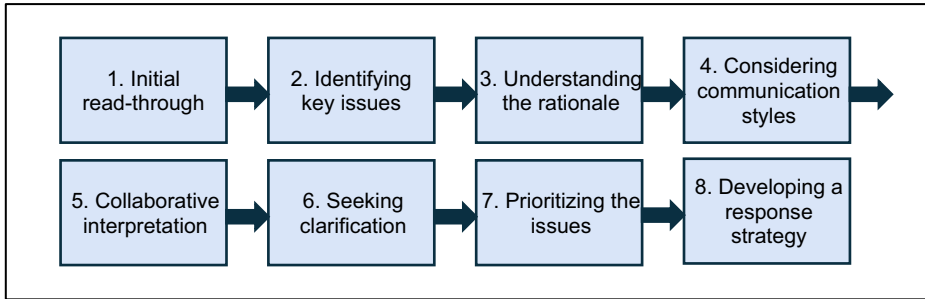 1. Initial
read-through
2. Identifying
key issues
3. Understanding
the rationale
4. Considering
communication
styles
5. Collaborative
interpretation
6. Seeking
clarification
7. Prioritizing the
issues
8. Developing a
response
strategy